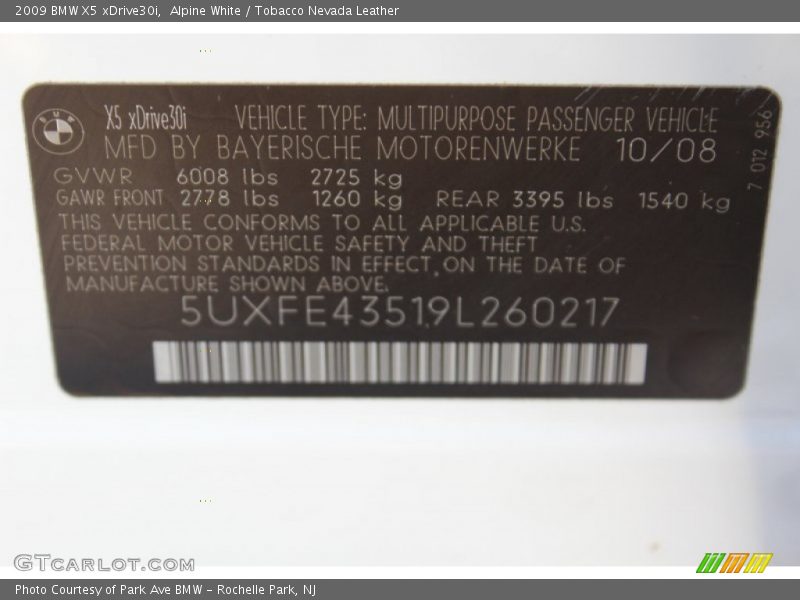 2009 BMW X5 xDrive30i,  Alpine White / Tobacco Nevada Leather
BMW
X5 xDrive30i VEHICLE TYPE: MULTIPURPOSE PASSENGER VEHICLE
MFD BY BAYERISCHE MOTORENWERKE 10/08
GVWR 6008 lbs 2725 kg
GAWR FRONT 2778 lbs 1260 kg REAR 3395 lbs 1540 kg
THIS VEHICLE CONFORMS TO ALL APPLICABLE U.S.
FEDERAL MOTOR VEHICLE SAFETY AND THEFT
PREVENTION STANDARDS IN EFFECT ON THE DATE OF
MANUFACTURE SHOWN ABOVE.
5UXFE43519L260217
7 012 956
GTCARLOT.COM
Photo Courtesy of Park Ave BMW - Rochelle Park, NJ